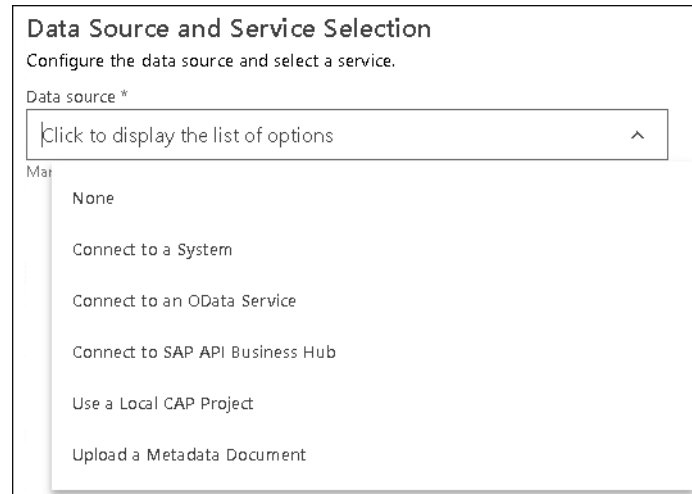 Data Source and Service Selection
Configure the data source and select a service.
Data source *
Click to display the list of options
None
Connect to a System
Connect to an OData Service
Connect to SAP API Business Hub
Use a Local CAP Project
Upload a Metadata Document